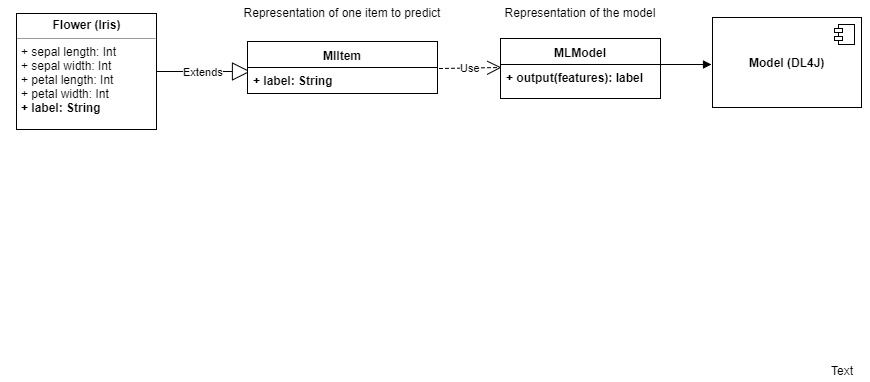 Representation of one item to predict
Representation of the model
Flower (Iris)
+ sepal length: Int
+ sepal width: Int
+ petal length: Int
+ petal width: Int
+ label: String
Extends
MlItem
+ label: String
Use
MLModel
+ output(features): label
Model (DL4J)
Text